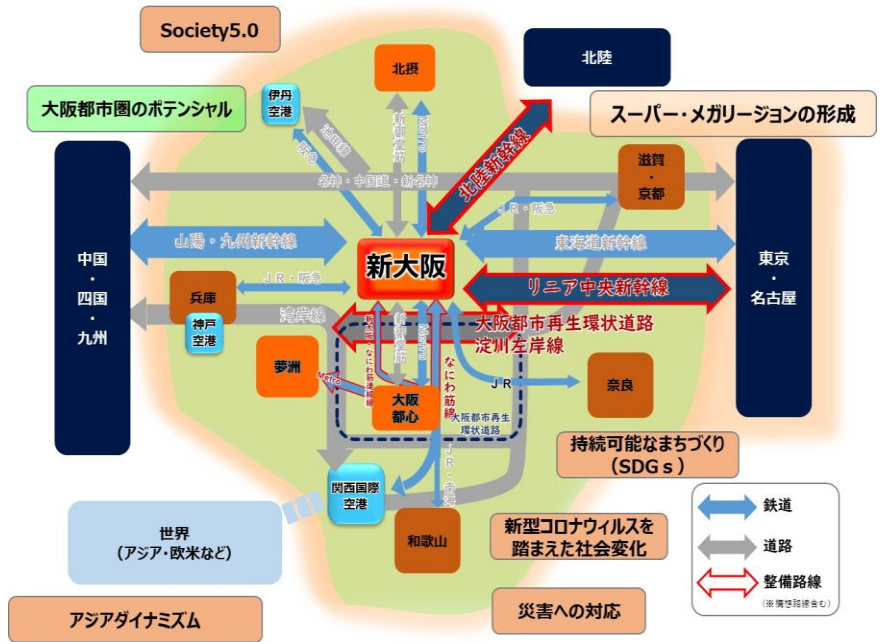 Society5.0
北摂
北陸
大阪都市圏のポテンシャル
伊丹
空港
スーパー・メガリージョンの形成
池田線
阪急
新御堂筋
Metro
北陸新幹線
滋賀
・
京都
名神・中国道・新名神
JR・阪急
中国
・
四国
・
九州
山陽・九州新幹線
新大阪
東海道新幹線
東京
・
名古屋
リニア中央新幹線
JR・阪急
兵庫
神戸
空港
湾岸線
新大阪・なにわ筋連絡線
新御堂筋
Metro
なにわ筋線
大阪都市再生環状道路
淀川左岸線
夢洲
Metro
大阪
都心
JR
奈良
大阪都市再生
環状道路
JR・南海
持続可能なまちづくり
(SDGs)
関西国際
空港
和歌山
世界
(アジア・欧米など)
新型コロナウィルスを
踏まえた社会変化
鉄道
道路
整備路線
(※構想路線含む)
アジアダイナミズム
災害への対応